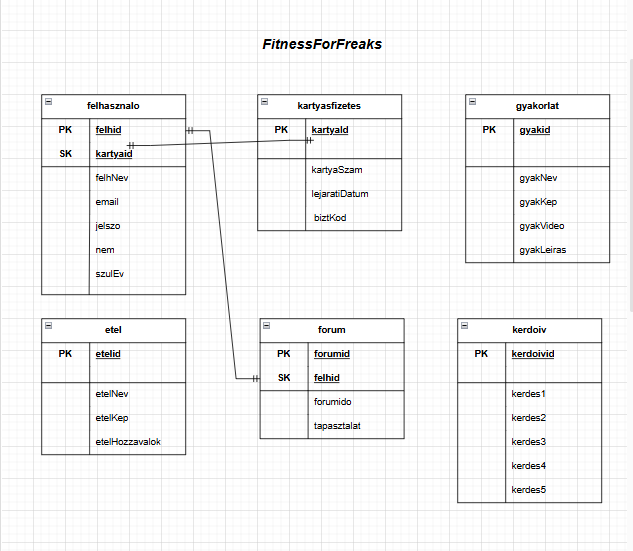 FitnessForFreaks
felhasznalo
PK felhid
SK kartyaid
felhNev
email
jelszo
nem
szulEv
kartyasfizetes
PK kartyaId
kartyaSzam
lejaratiDatum
biztKod
gyakorlat
PK gyakid
gyakNev
gyakKep
gyakVideo
gyakLeiras
etel
PK etelid
etelNev
etelKep
etelHozzavalok
forum
PK forumid
SK felhid
forumido
tapasztalat
kerdoiv
PK kerdoivid
kerdes1
kerdes2
kerdes3
kerdes4
kerdes5